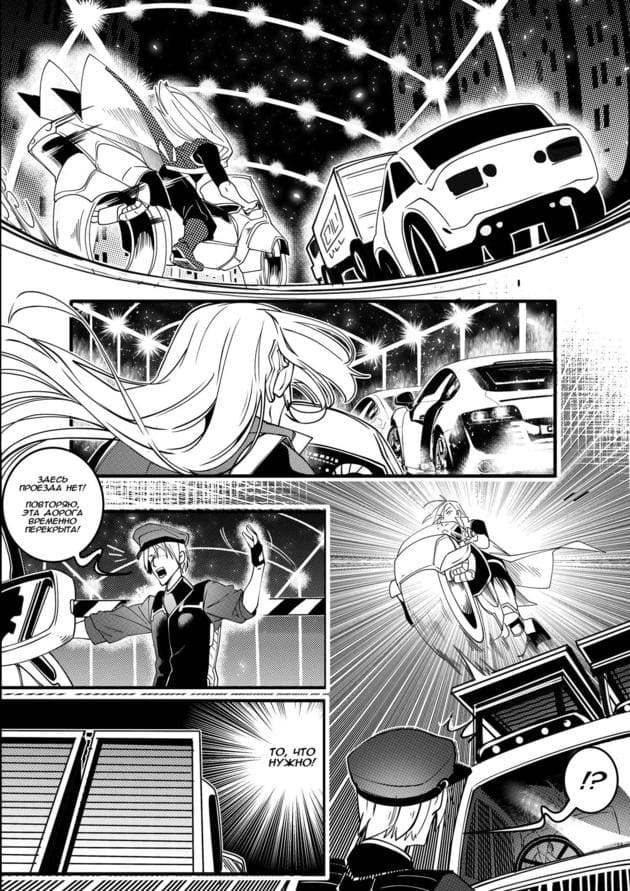 ЗДЕСЬ
ПРОЕЗДА НЕТ!
ПОВТОРЯЮ,
ЭТА ДОРОГА
ВРЕМЕННО
ПЕРЕКРЫТА!
ТО, ЧТО
НУЖНО!
!?